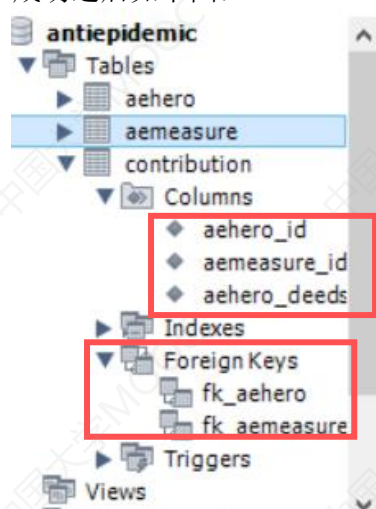 antiepidemic
Tables
aehero
aemeasure
contribution
Columns
aehero_id
aemeasure_id
aehero_deeds
Indexes
Foreign Keys
fk_aehero
fk_aemeasure
Triggers
Views